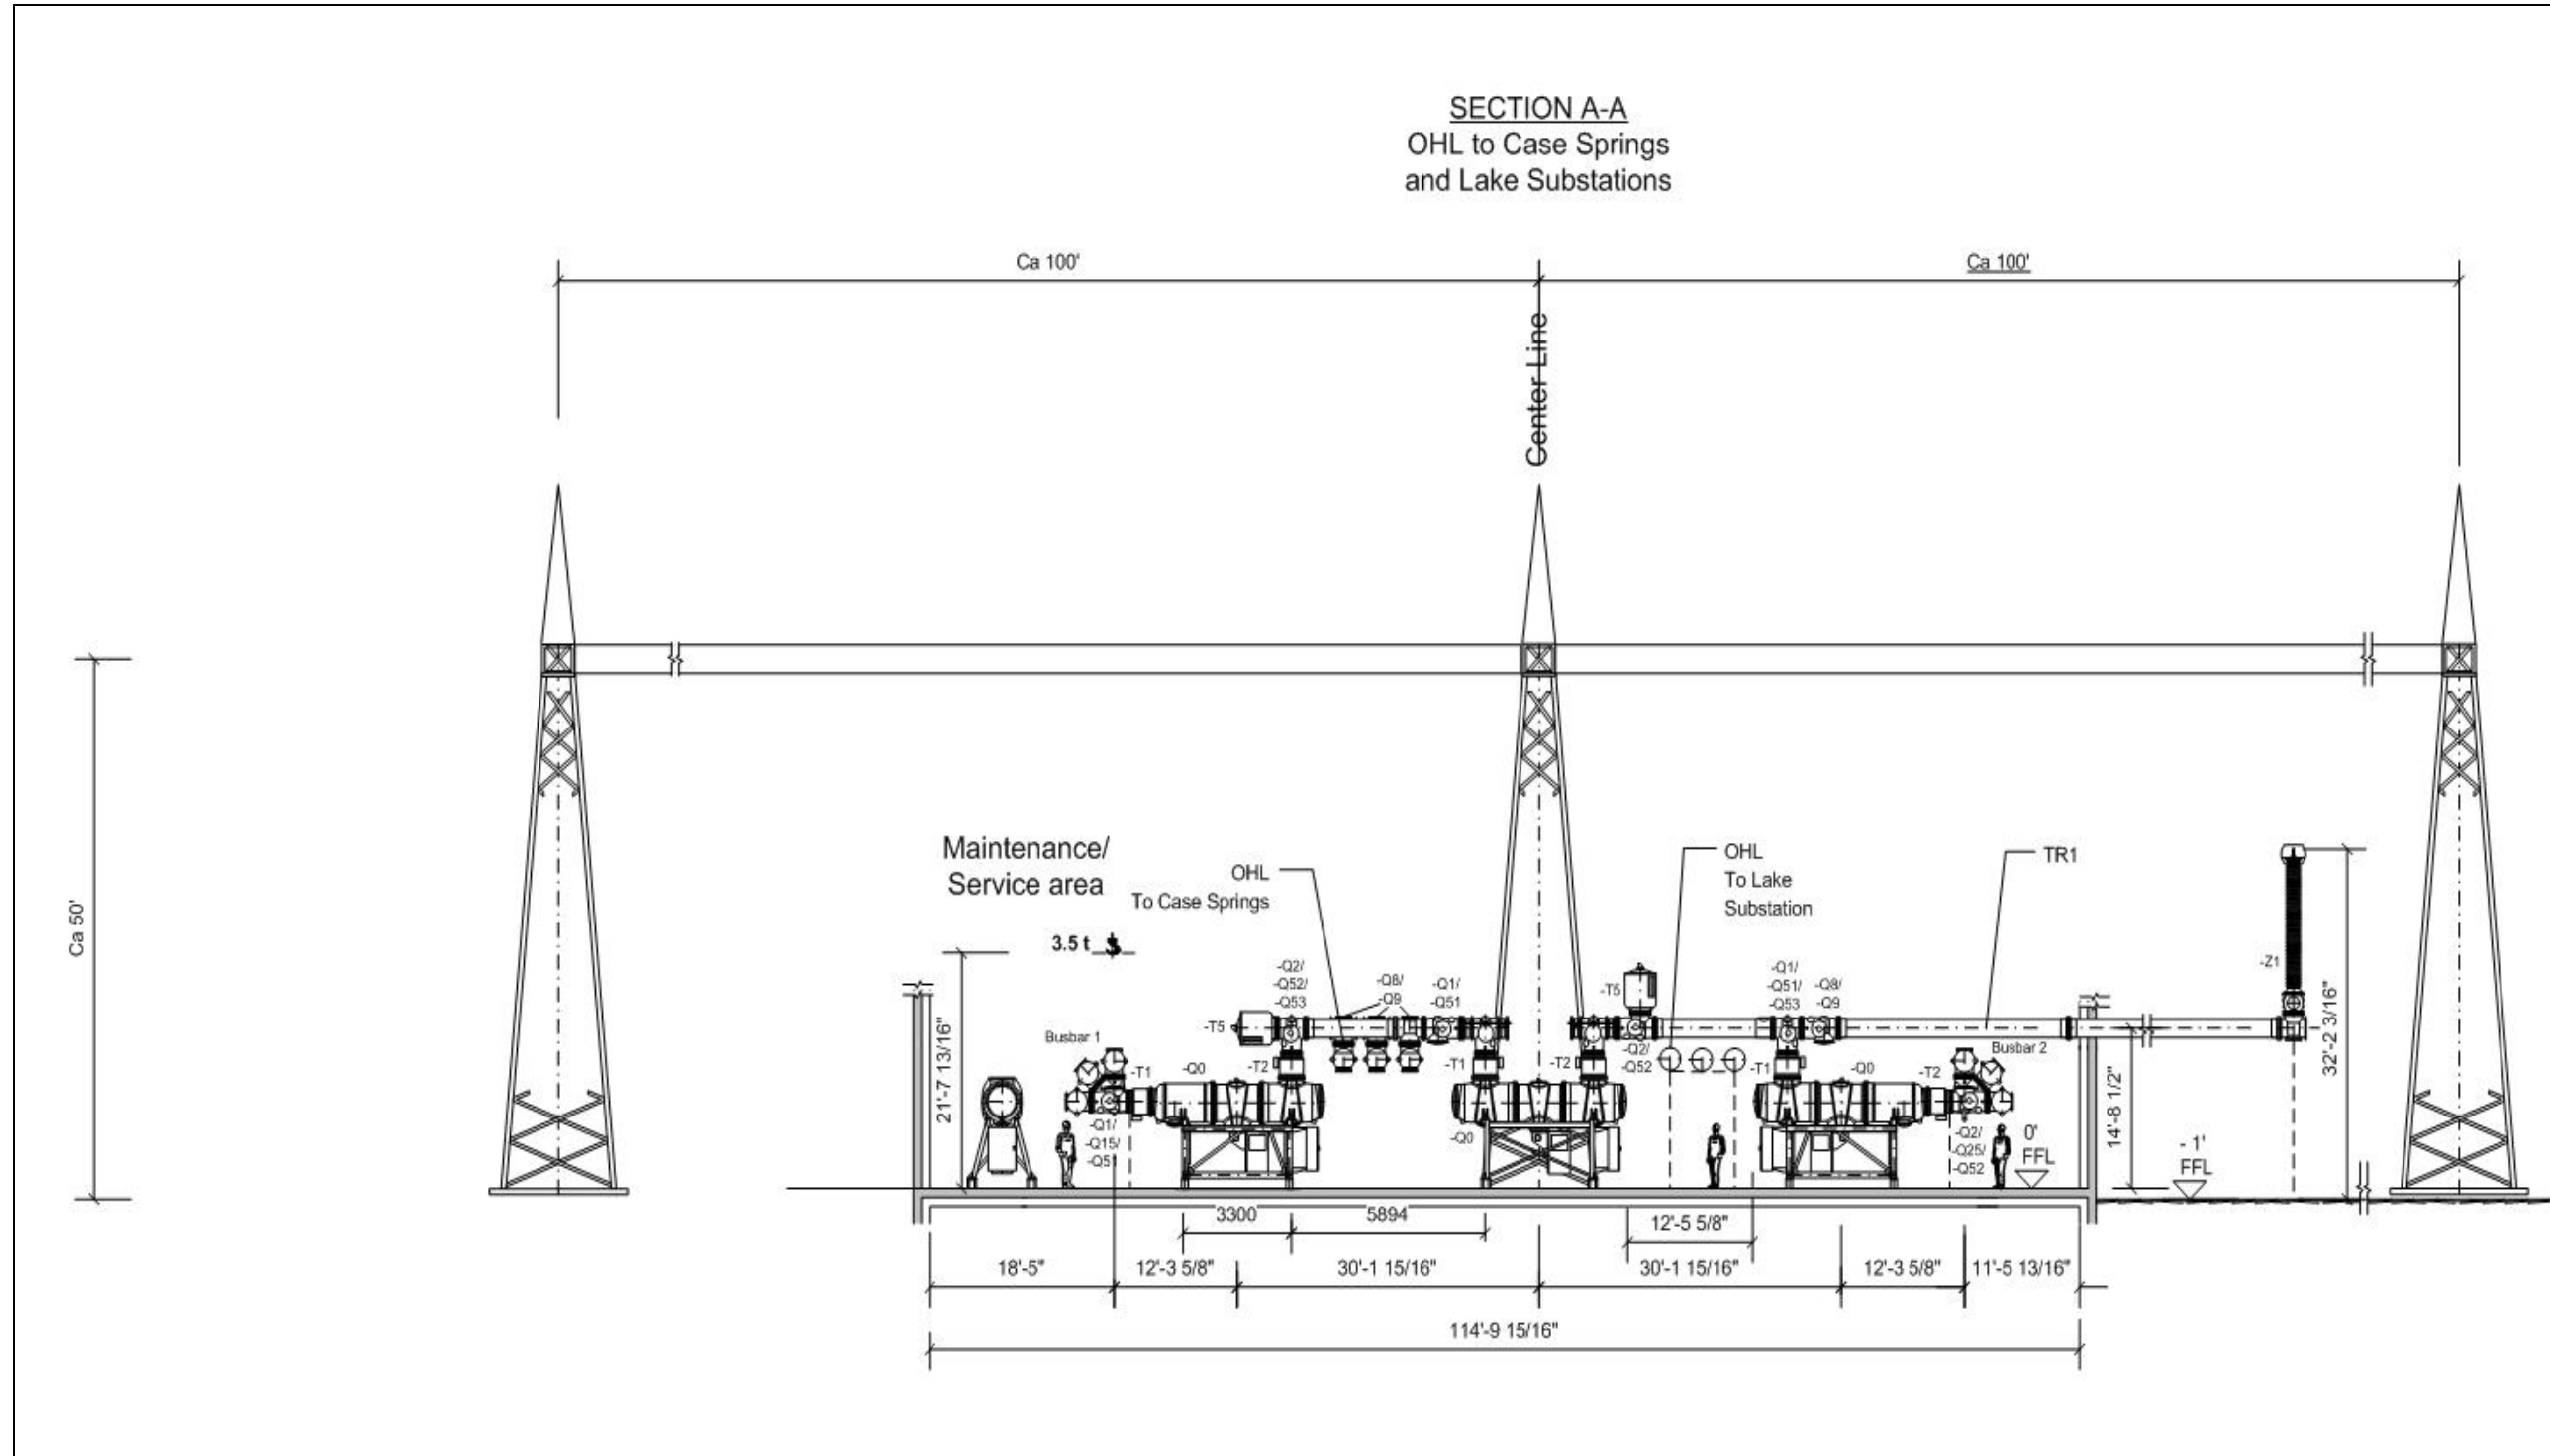 SECTION A-A
OHL to Case Springs
and Lake Substations
Ca 100'
Ca 100'
Center Line
Ca 50'
Maintenance/
Service area
3.5 t
OHL
To Case Springs
OHL
To Lake
Substation
TR1
-Z1
32'-2 3/16"
21'-7 13/16"
14'-8 1/2"
-T5
-Q2/
-Q52/
-Q53
-Q8/
-Q9
-Q1/
-Q51
-T5
-Q2/
-Q52
-Q1/
-Q51/
-Q53
-Q8/
-Q9
Busbar 1
-T1
-Q0
-T2
-T1
-T2
-Q0
-T1
-Q0
-T2
Busbar 2
-Q1/
-Q15/
-Q51
-Q2/
-Q25/
-Q52
0'
FFL
- 1'
FFL
3300
5894
12'-5 5/8"
18'-5"
12'-3 5/8"
30'-1 15/16"
30'-1 15/16"
12'-3 5/8"
11'-5 13/16"
114'-9 15/16"